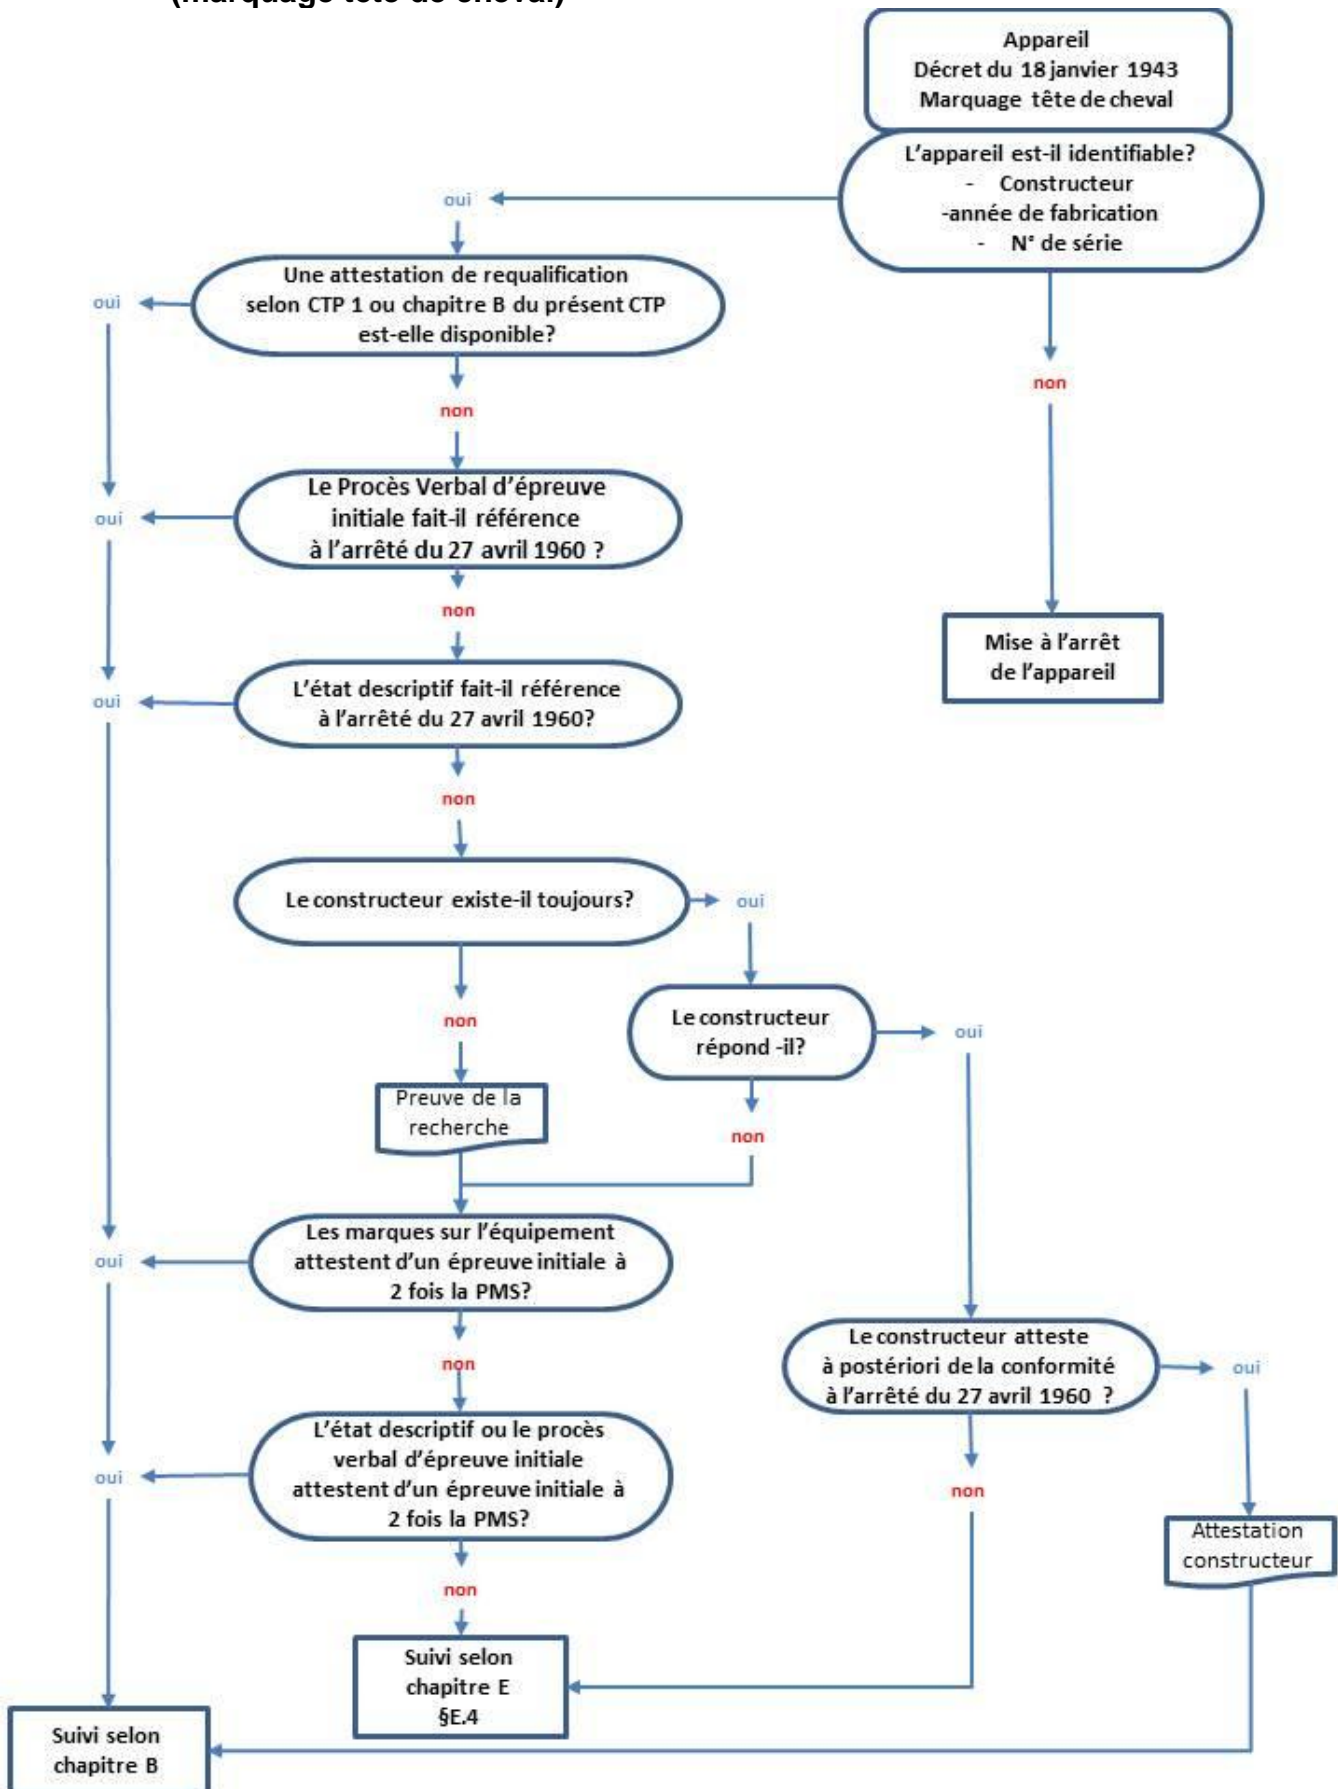 (marquage tête de cheval)
Appareil
Décret du 18 janvier 1943
Marquage tête de cheval
L'appareil est-il identifiable?
- Constructeur
-année de fabrication
- N° de série
oui
Une attestation de requalification
selon CTP 1 ou chapitre B du présent CTP
est-elle disponible?
oui
non
non
Le Procès Verbal d'épreuve
initiale fait-il référence
à l'arrêté du 27 avril 1960 ?
oui
non
Mise à l'arrêt
de l'appareil
L'état descriptif fait-il référence
à l'arrêté du 27 avril 1960?
oui
non
Le constructeur existe-il toujours?
oui
non
Le constructeur
répond -il?
oui
Preuve de la
recherche
non
Les marques sur l'équipement
attestent d'un épreuve initiale à
2 fois la PMS?
oui
non
Le constructeur atteste
à postériori de la conformité
à l'arrêté du 27 avril 1960 ?
oui
L'état descriptif ou le procès
verbal d'épreuve initiale
attestent d'un épreuve initiale à
2 fois la PMS?
oui
non
non
Attestation
constructeur
Suivi selon
chapitre E
§E.4
Suivi selon
chapitre B